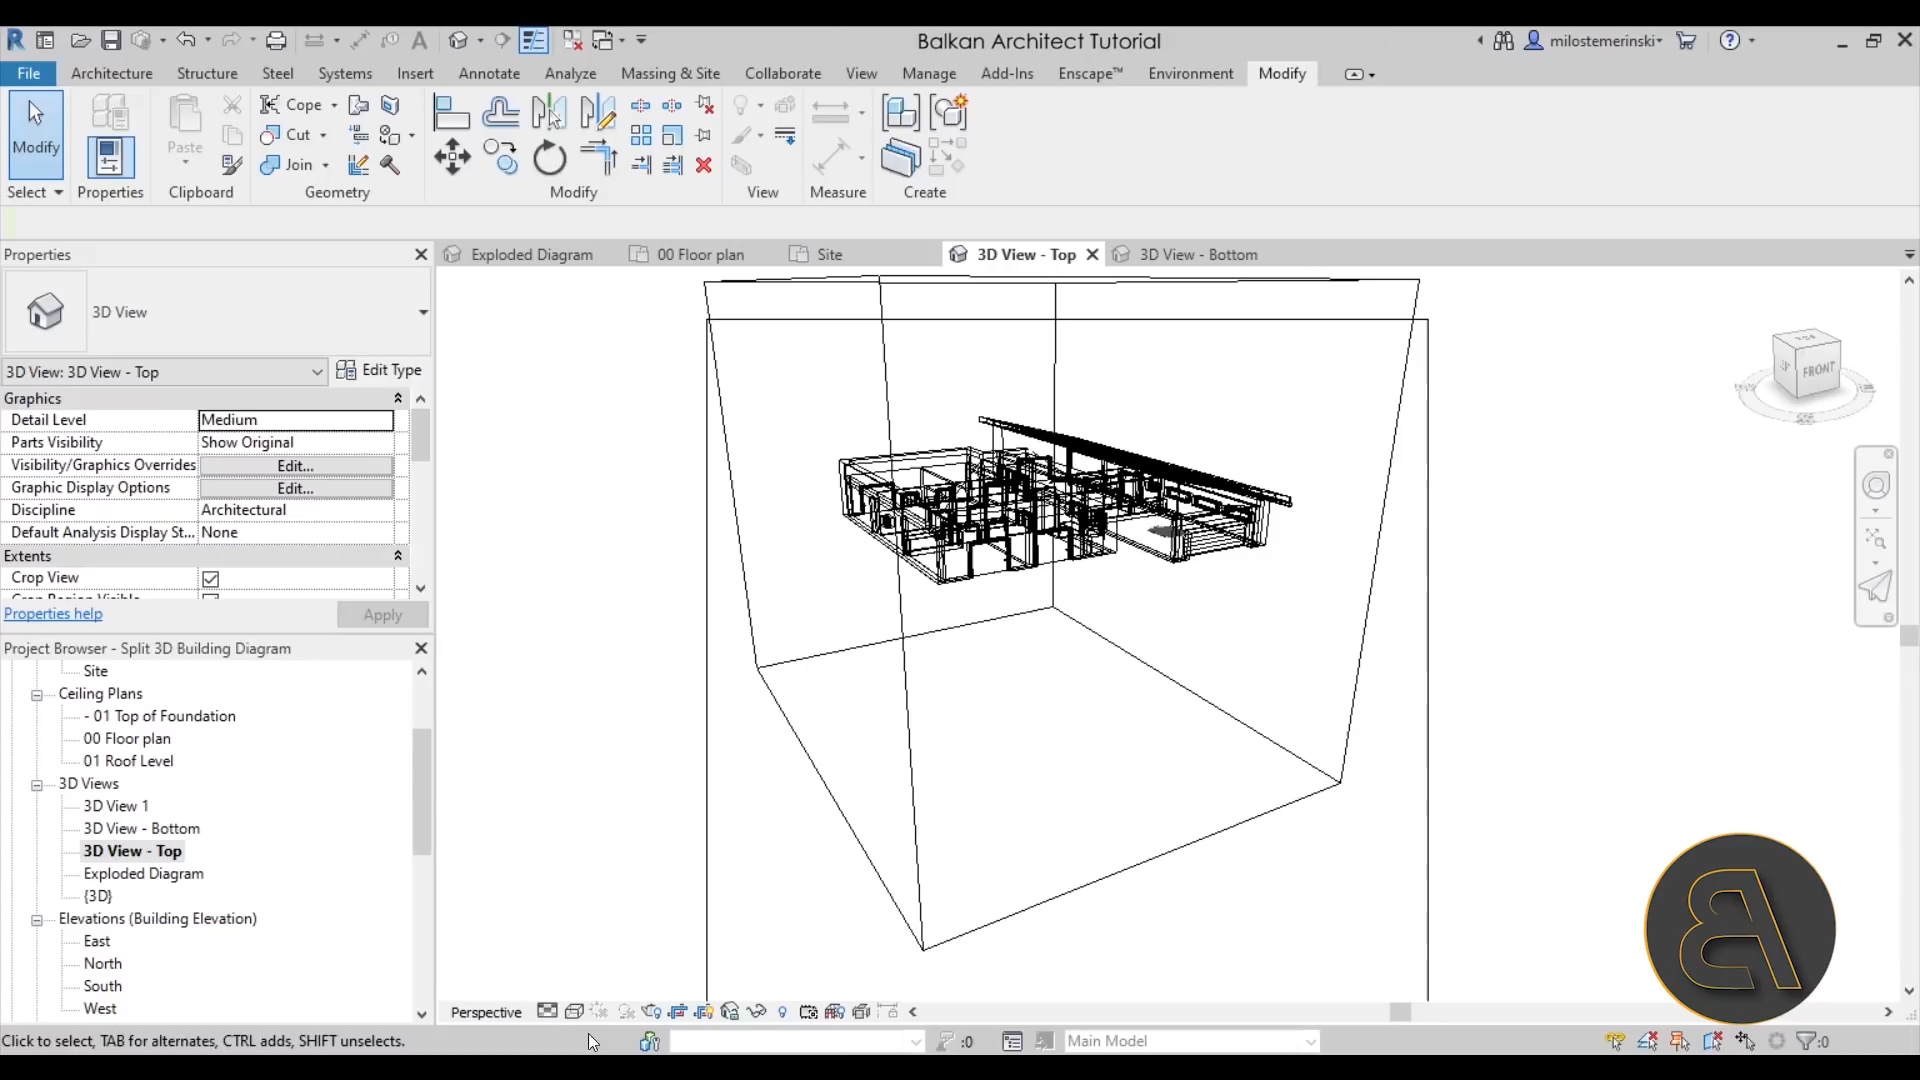 Balkan Architect Tutorial
milostemerinski
File
Architecture
Structure
Steel
Systems
Insert
Annotate
Analyze
Massing & Site
Collaborate
View
Manage
Add-Ins
Enscape™
Environment
Modify
Modify
Paste
Cope
Cut
Join
Select
Properties
Clipboard
Geometry
Modify
View
Measure
Create
Properties
Exploded Diagram
00 Floor plan
Site
3D View - Top
3D View - Bottom
3D View
3D View: 3D View - Top
Edit Type
Graphics
Detail Level
Medium
Parts Visibility
Show Original
Visibility/Graphics Overrides
Edit...
Graphic Display Options
Edit...
Discipline
Architectural
Default Analysis Display St...
None
Extents
Crop View
Properties help
Apply
Project Browser - Split 3D Building Diagram
Site
Ceiling Plans
- 01 Top of Foundation
00 Floor plan
01 Roof Level
3D Views
3D View 1
3D View - Bottom
3D View - Top
Exploded Diagram
{3D}
Elevations (Building Elevation)
East
North
South
West
FRONT
Perspective
Click to select, TAB for alternates, CTRL adds, SHIFT unselects.
:0
Main Model
:0